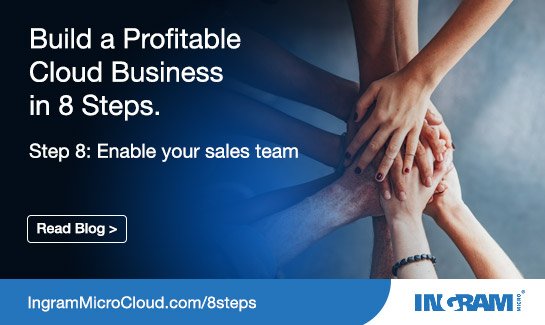 Build a Profitable
Cloud Business
in 8 Steps.
Step 8: Enable your sales team
Read Blog >
IngramMicroCloud.com/8steps
INGRAM MICRO®